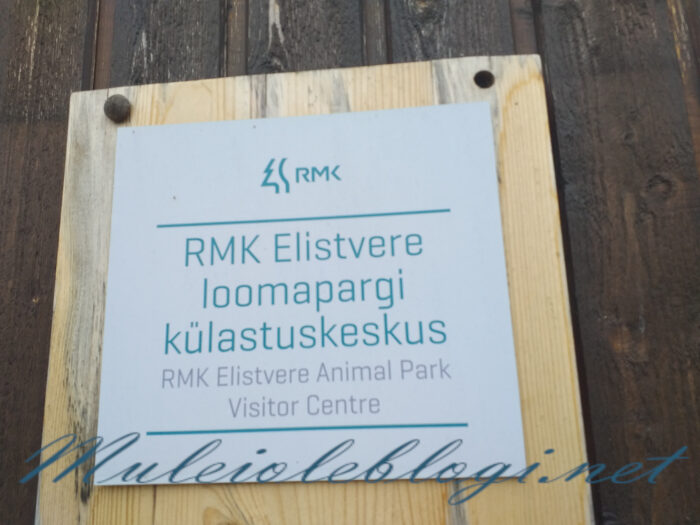 RMK
RMK Elistvere
loomapargi
külastuskeskus
RMK Elistvere Animal Park
Visitor Centre
Muleioleblogi.net